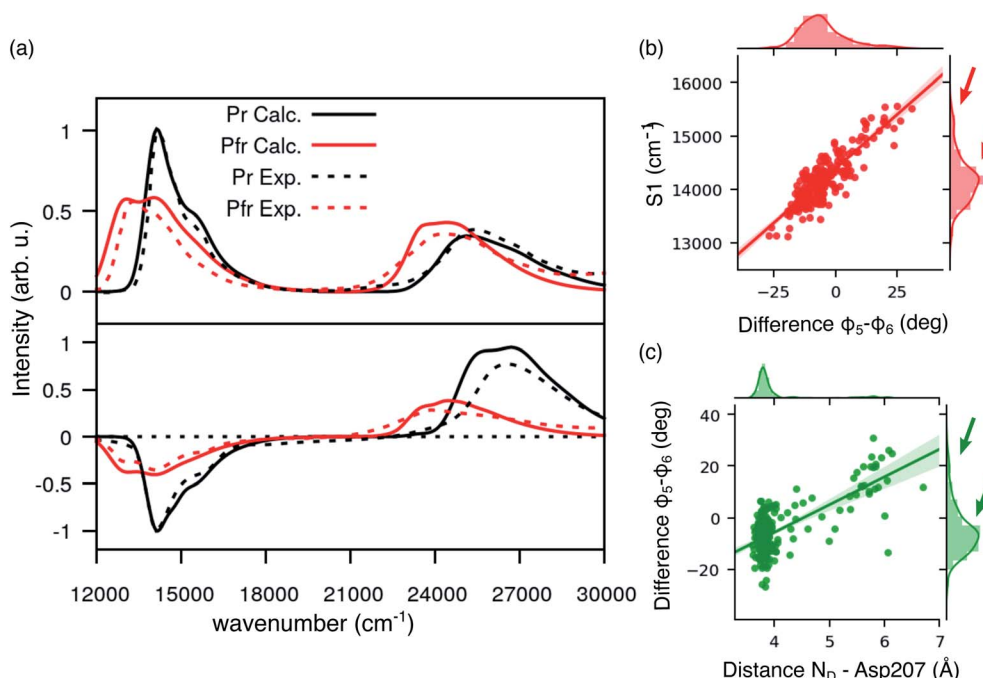 (a)
Pr Calc.
Pfr Calc.
Pr Exp.
Pfr Exp.
1
0.5
0
1
0.5
0
-0.5
-1
Intensity (arb. u.)
12000 15000 18000 21000 24000 27000 30000
wavenumber (cm⁻¹)
(b)
16000
15000
14000
13000
S1 (cm⁻¹)
−25 0 25
Difference ϕ₅-ϕ₆ (deg)
(c)
40
20
0
−20
Difference ϕ₅-ϕ₆ (deg)
4 5 6 7
Distance N_D - Asp207 (Å)